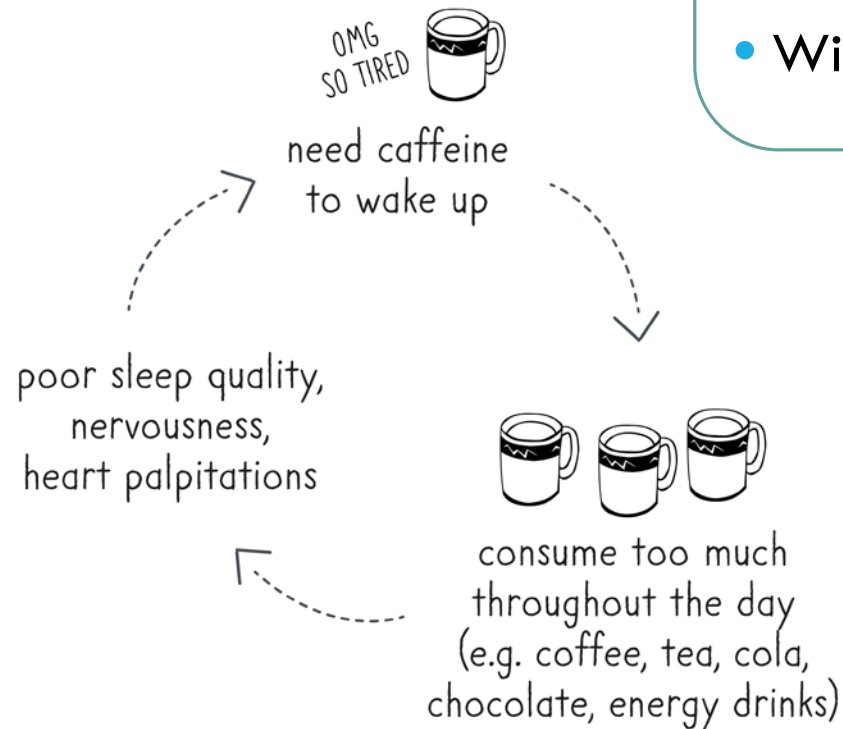 OMG
SO TIRED
• Wi
need caffeine
to wake up
poor sleep quality,
nervousness,
heart palpitations
consume too much
throughout the day
(e.g. coffee, tea, cola,
chocolate, energy drinks)